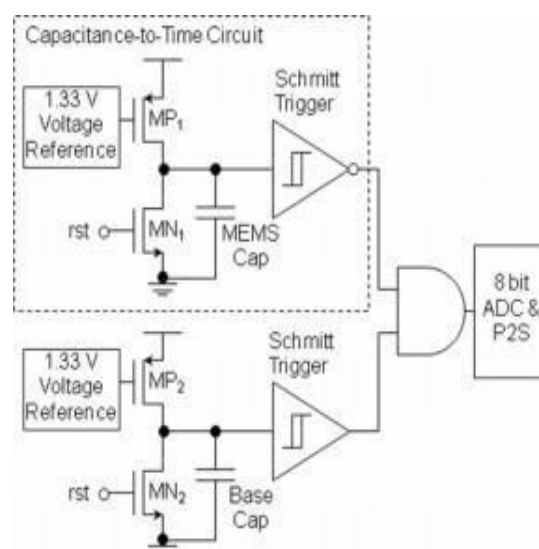 Capacitance-to-Time Circuit
1.33 V
Voltage
Reference
MP1
Schmitt
Trigger
rst
MN1
MEMS
Cap
8 bit
ADC &
P2S
1.33 V
Voltage
Reference
MP2
Schmitt
Trigger
rst
MN2
Base
Cap